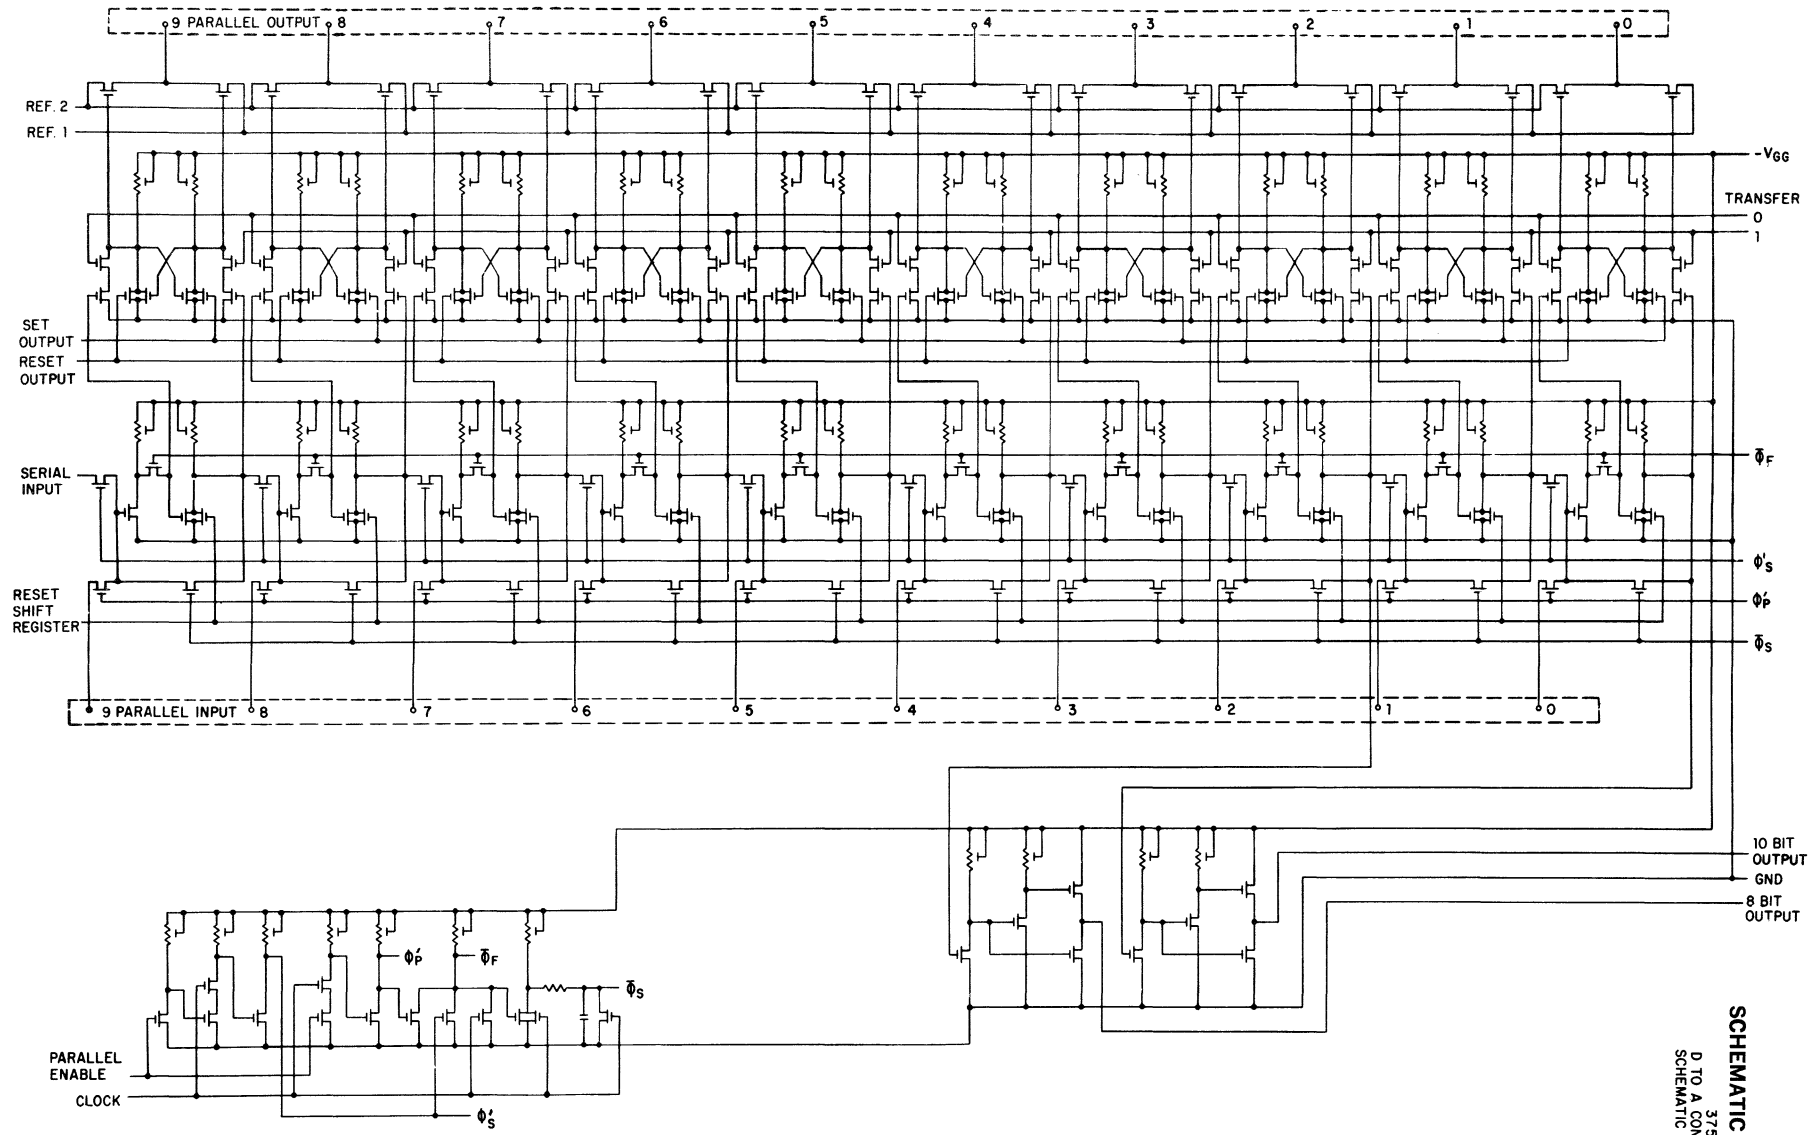 9 PARALLEL OUTPUT 8 7 6 5 4 3 2 1 0
REF. 2
REF. 1
-VGG
TRANSFER
0
1
SET
OUTPUT
RESET
OUTPUT
SERIAL
INPUT
Φ̄F
Φ'S
RESET
SHIFT
REGISTER
Φ'P
Φ̄S
9 PARALLEL INPUT 8 7 6 5 4 3 2 1 0
10 BIT
OUTPUT
GND
8 BIT
OUTPUT
Φ'P
Φ̄F
Φ̄S
PARALLEL
ENABLE
CLOCK
Φ'S
SCHEMATIC
375
D TO A CON
SCHEMATIC